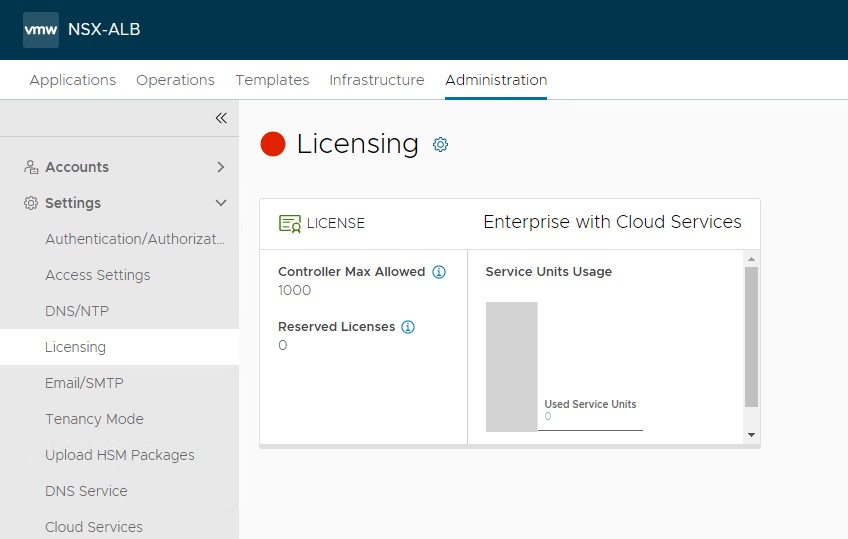 vmw NSX-ALB
Applications Operations Templates Infrastructure Administration
Accounts
Settings
Authentication/Authorizat...
Access Settings
DNS/NTP
Licensing
Email/SMTP
Tenancy Mode
Upload HSM Packages
DNS Service
Cloud Services
Licensing
LICENSE
Enterprise with Cloud Services
Controller Max Allowed
1000
Reserved Licenses
0
Service Units Usage
Used Service Units
0